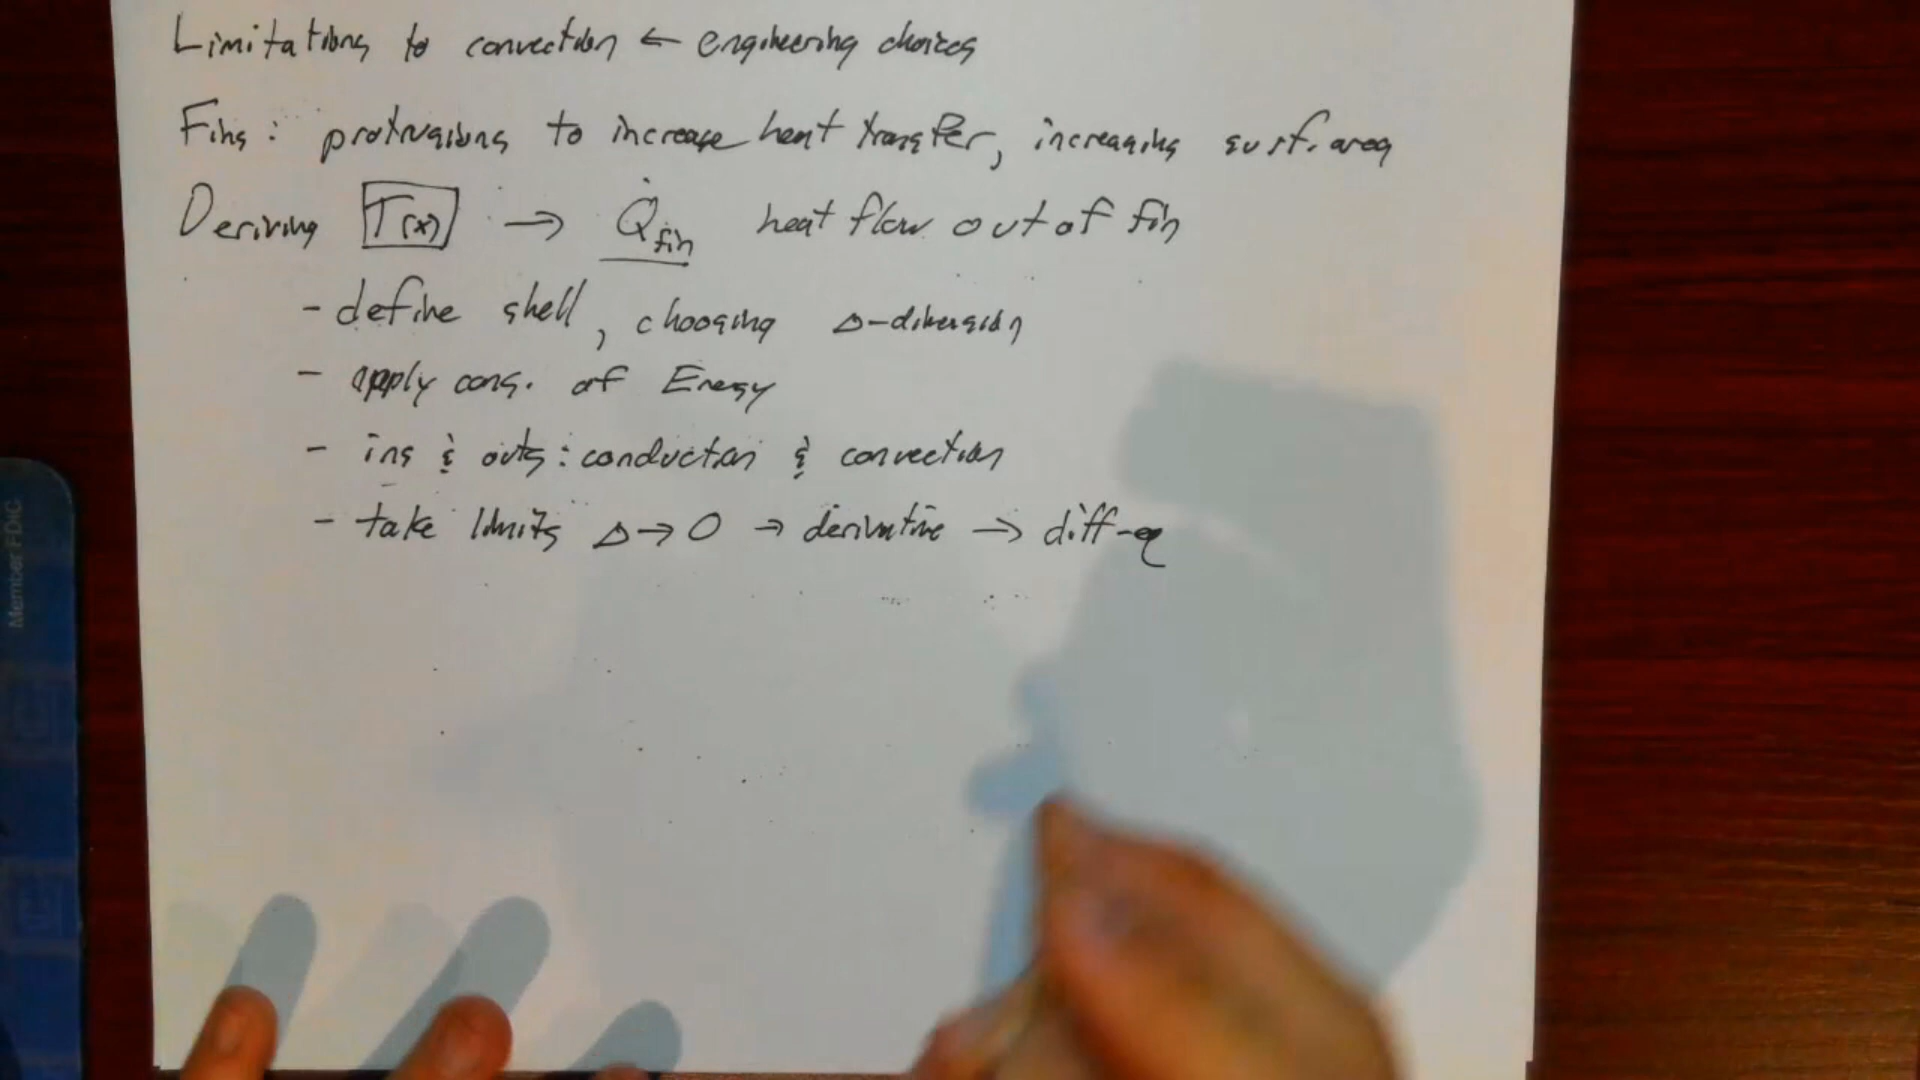 Limitations to convection ← engineering choices
Fins: protrusions to increase heat transfer, increasing surf. area
Deriving T(x) → Q̇fin heat flow out of fin
- define shell, choosing Δ-dimension
- apply cons. of Energy
- ins & outs: conduction & convection
- take limits Δ→0 → derivative → diff-eq
Member FDIC